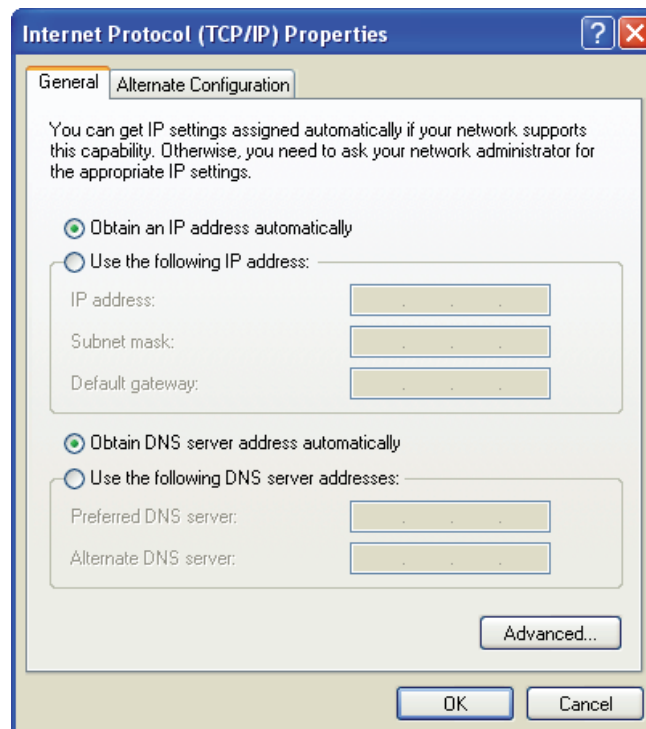 Internet Protocol (TCP/IP) Properties
General
Alternate Configuration
You can get IP settings assigned automatically if your network supports
this capability. Otherwise, you need to ask your network administrator for
the appropriate IP settings.
Obtain an IP address automatically
Use the following IP address:
IP address:
Subnet mask:
Default gateway:
Obtain DNS server address automatically
Use the following DNS server addresses:
Preferred DNS server:
Alternate DNS server:
Advanced...
OK
Cancel